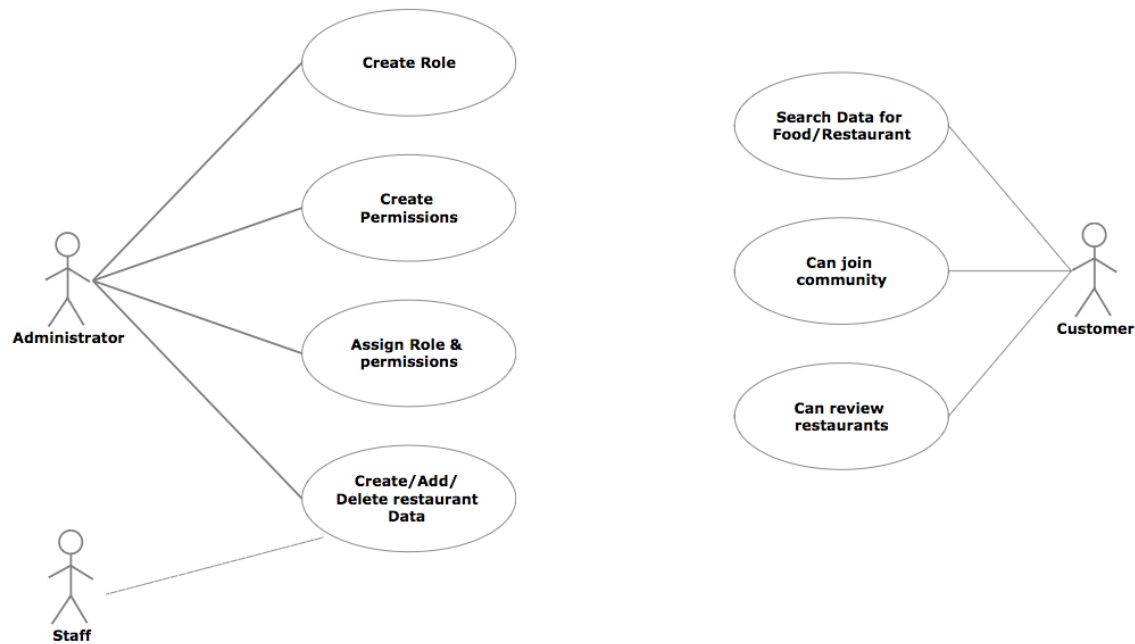 Create Role
Create
Permissions
Administrator
Assign Role &
permissions
Create/Add/
Delete restaurant
Data
Staff
Search Data for
Food/Restaurant
Can join
community
Customer
Can review
restaurants